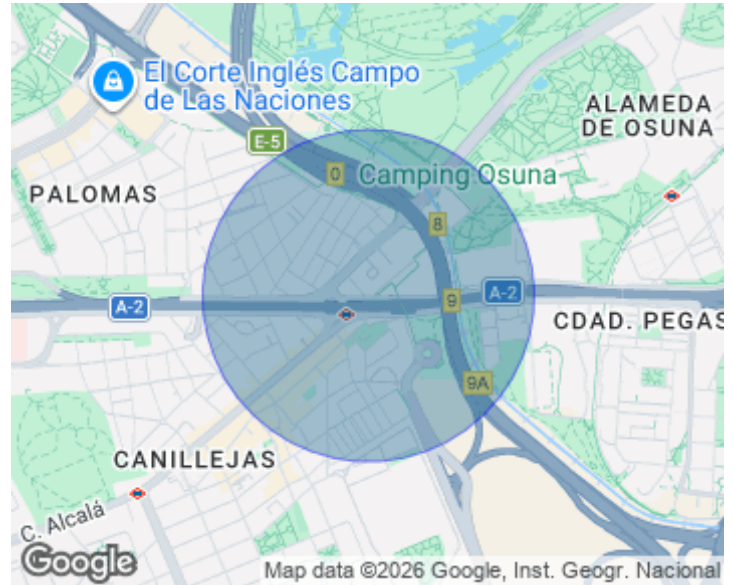 El Corte Inglés Campo
de Las Naciones
ALAMEDA
DE OSUNA
E-5
0
Camping Osuna
PALOMAS
8
A-2
9
A-2
CDAD. PEGAS
9A
CANILLEJAS
C. Alcalá
Google
Map data ©2026 Google, Inst. Geogr. Nacional